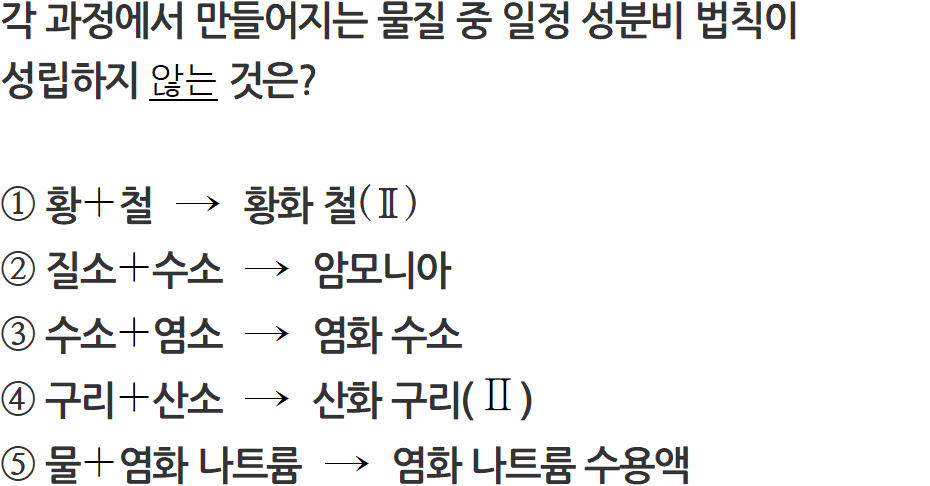 각 과정에서 만들어지는 물질 중 일정 성분비 법칙이
성립하지 않는 것은?
① 황+철 → 황화 철(Ⅱ)
② 질소+수소 → 암모니아
③ 수소+염소 → 염화 수소
④ 구리+산소 → 산화 구리(Ⅱ)
⑤ 물+염화 나트륨 → 염화 나트륨 수용액